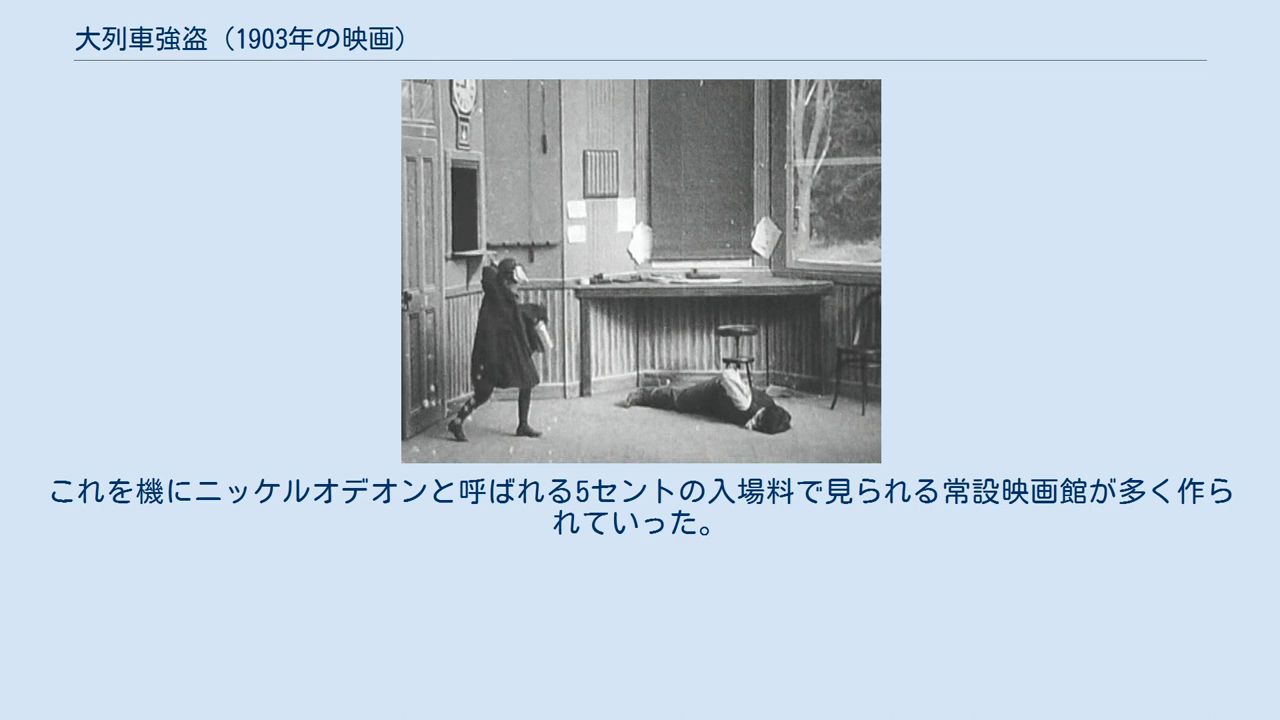 大列車強盗（1903年の映画）
これを機にニッケルオデオンと呼ばれる5セントの入場料で見られる常設映画館が多く作ら
れていった。